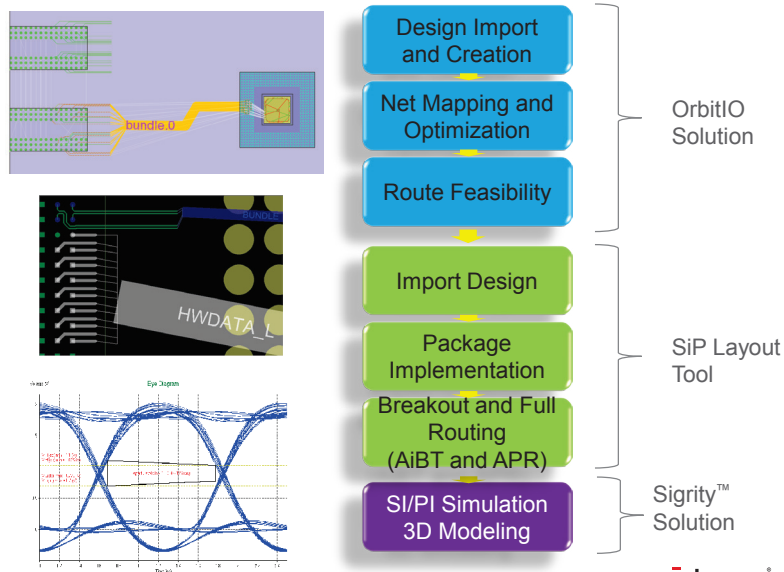 bundle.0
BUNDLE
HWDATA_L
Eye Diagram
Design Import
and Creation
Net Mapping and
Optimization
Route Feasibility
OrbitIO
Solution
Import Design
Package
Implementation
Breakout and Full
Routing
(AiBT and APR)
SiP Layout
Tool
SI/PI Simulation
3D Modeling
Sigrity™
Solution